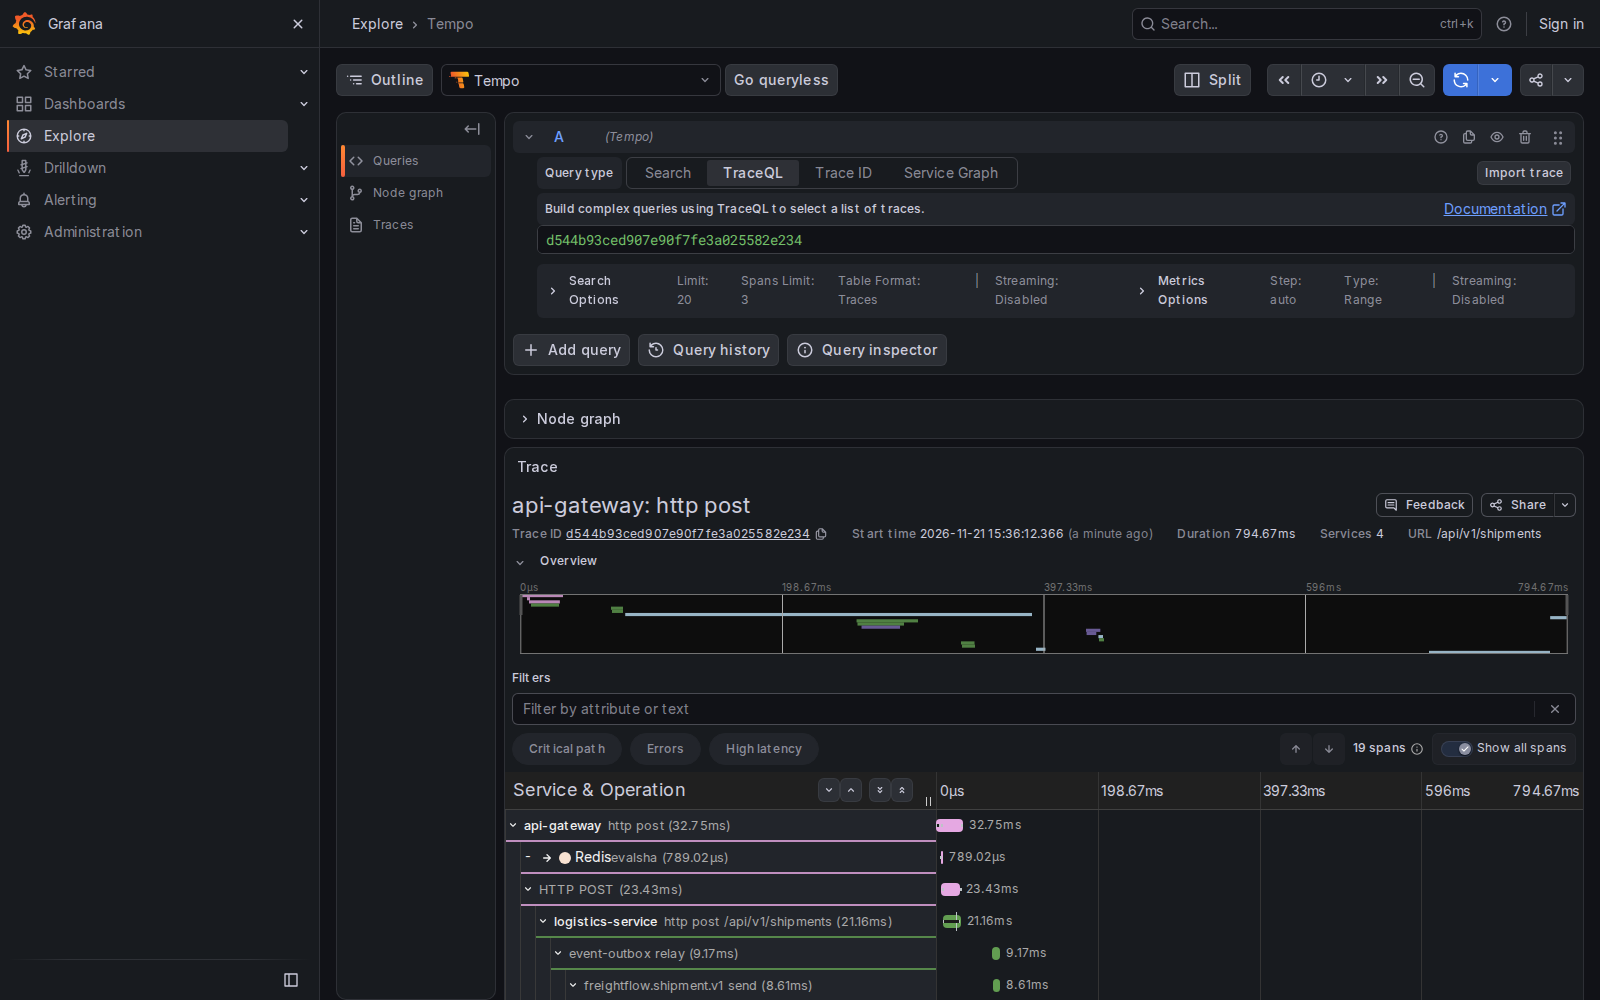 Grafana
Explore › Tempo
Search...
ctrl+k
Sign in
Starred
Dashboards
Explore
Drilldown
Alerting
Administration
Outline
Tempo
Go queryless
Split
Queries
Node graph
Traces
A (Tempo)
Query type
Search
TraceQL
Trace ID
Service Graph
Import trace
Build complex queries using TraceQL to select a list of traces.
Documentation
d544b93ced907e90f7fe3a025582e234
Search Options
Limit: 20
Spans Limit: 3
Table Format: Traces
Streaming: Disabled
Metrics Options
Step: auto
Type: Range
Streaming: Disabled
Add query
Query history
Query inspector
Node graph
Trace
api-gateway: http post
Feedback
Share
Trace ID d544b93ced907e90f7fe3a025582e234
Start time 2026-11-21 15:36:12.366 (a minute ago)
Duration 794.67ms
Services 4
URL /api/v1/shipments
Overview
0μs 198.67ms 397.33ms 596ms 794.67ms
Filters
Filter by attribute or text
Critical path
Errors
High latency
19 spans
Show all spans
Service & Operation
0μs 198.67ms 397.33ms 596ms 794.67ms
api-gateway http post (32.75ms) 32.75ms
Redis evalsha (789.02μs) 789.02μs
HTTP POST (23.43ms) 23.43ms
logistics-service http post /api/v1/shipments (21.16ms) 21.16ms
event-outbox relay (9.17ms) 9.17ms
freightflow.shipment.v1 send (8.61ms) 8.61ms